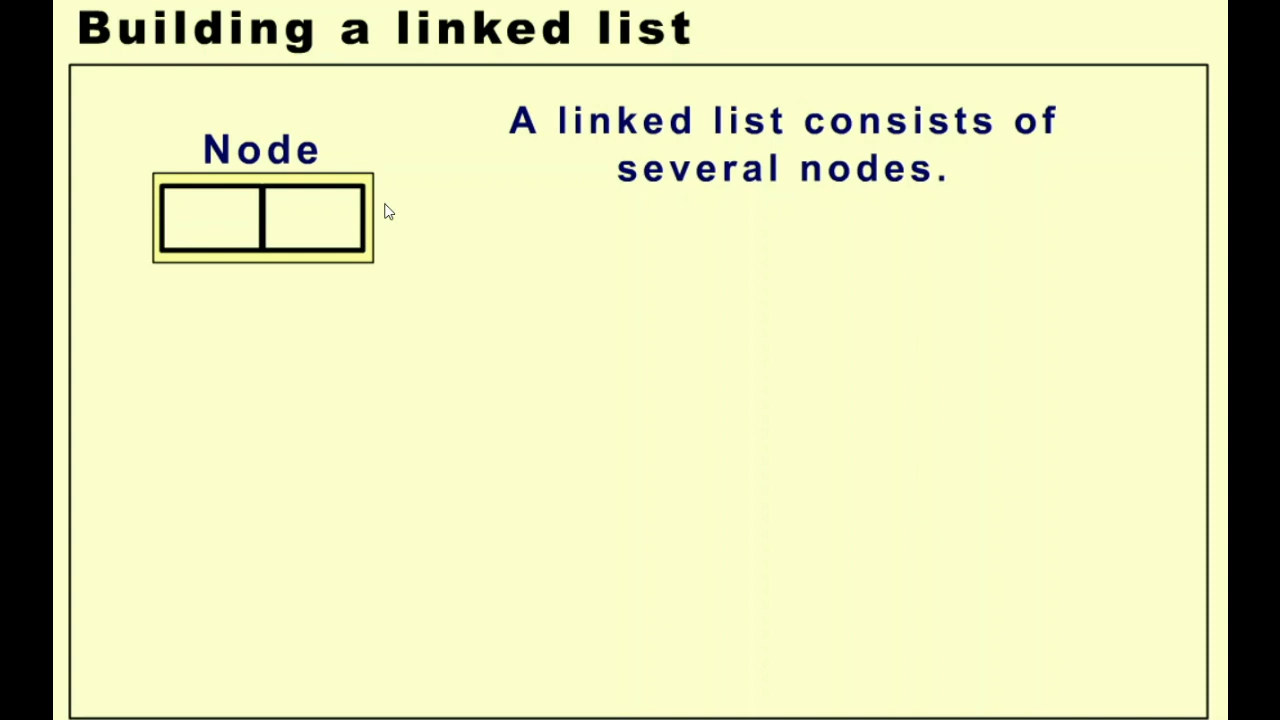 Building a linked list
Node
A linked list consists of
several nodes.